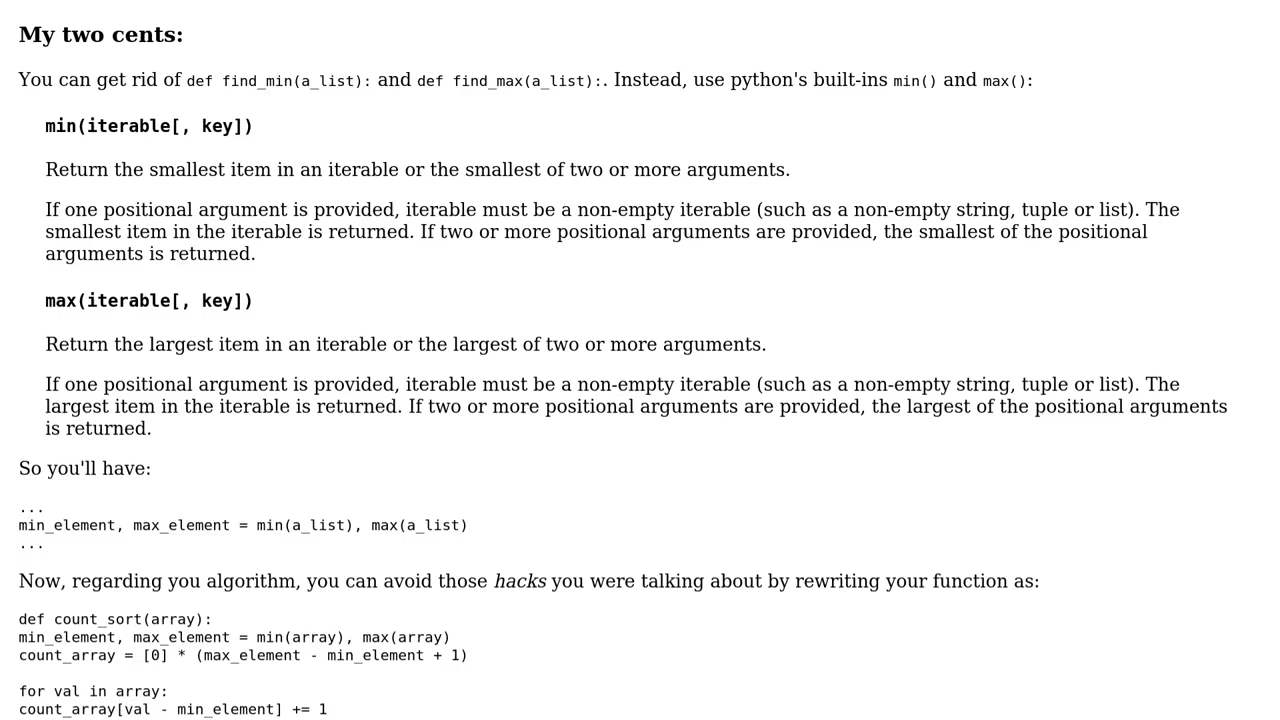 My two cents:
You can get rid of def find_min(a_list): and def find_max(a_list):. Instead, use python's built-ins min() and max():
min(iterable[, key])
Return the smallest item in an iterable or the smallest of two or more arguments.
If one positional argument is provided, iterable must be a non-empty iterable (such as a non-empty string, tuple or list). The
smallest item in the iterable is returned. If two or more positional arguments are provided, the smallest of the positional
arguments is returned.
max(iterable[, key])
Return the largest item in an iterable or the largest of two or more arguments.
If one positional argument is provided, iterable must be a non-empty iterable (such as a non-empty string, tuple or list). The
largest item in the iterable is returned. If two or more positional arguments are provided, the largest of the positional arguments
is returned.
So you'll have:
...
min_element, max_element = min(a_list), max(a_list)
...
Now, regarding you algorithm, you can avoid those hacks you were talking about by rewriting your function as:
def count_sort(array):
min_element, max_element = min(array), max(array)
count_array = [0] * (max_element - min_element + 1)
for val in array:
count_array[val - min_element] += 1